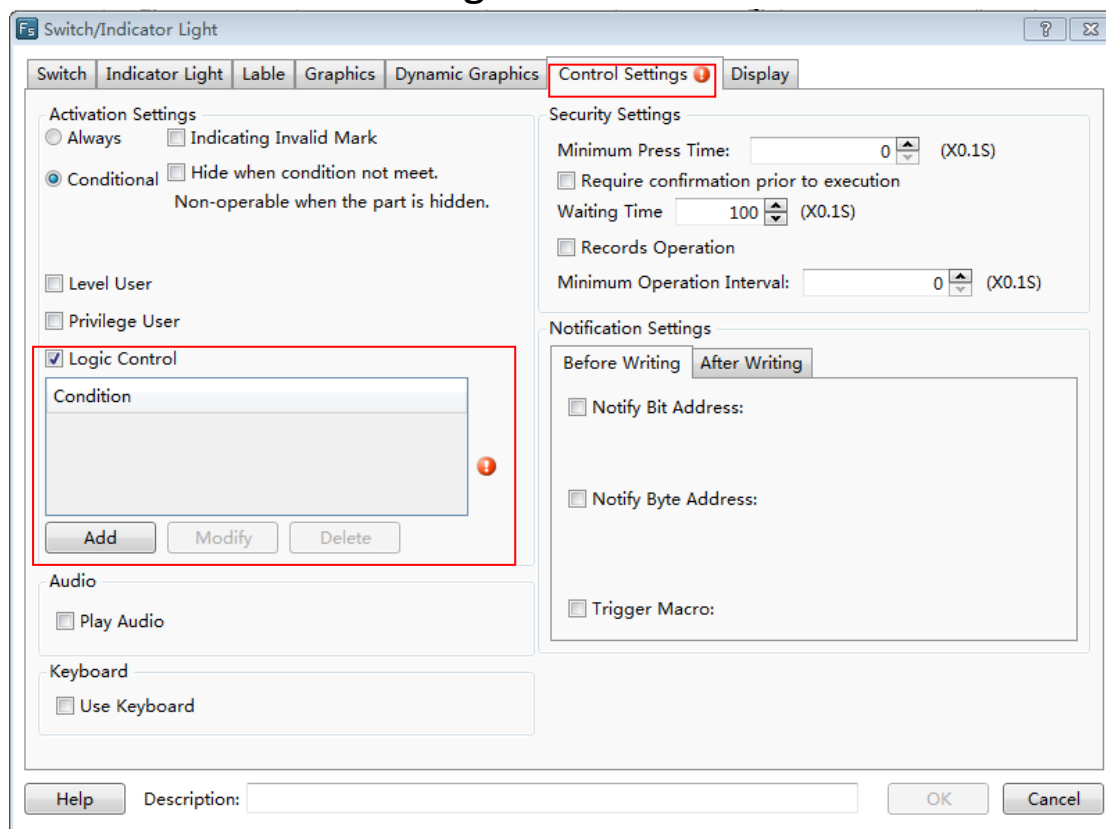 Fs Switch/Indicator Light
Switch Indicator Light Lable Graphics Dynamic Graphics Control Settings Display
Activation Settings
Always Indicating Invalid Mark
Conditional Hide when condition not meet.
Non-operable when the part is hidden.
Level User
Privilege User
Logic Control
Condition
Add Modify Delete
Audio
Play Audio
Keyboard
Use Keyboard
Security Settings
Minimum Press Time: 0 (X0.1S)
Require confirmation prior to execution
Waiting Time 100 (X0.1S)
Records Operation
Minimum Operation Interval: 0 (X0.1S)
Notification Settings
Before Writing After Writing
Notify Bit Address:
Notify Byte Address:
Trigger Macro:
Help Description: OK Cancel